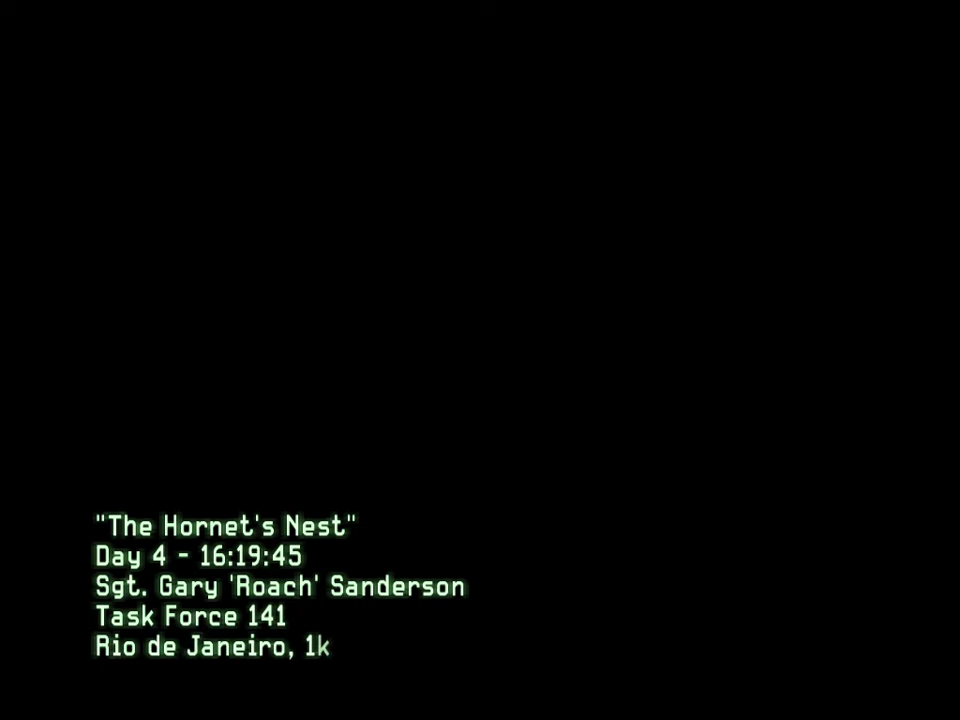 "The Hornet's Nest"
Day 4 - 16:19:45
Sgt. Gary 'Roach' Sanderson
Task Force 141
Rio de Janeiro, 1k